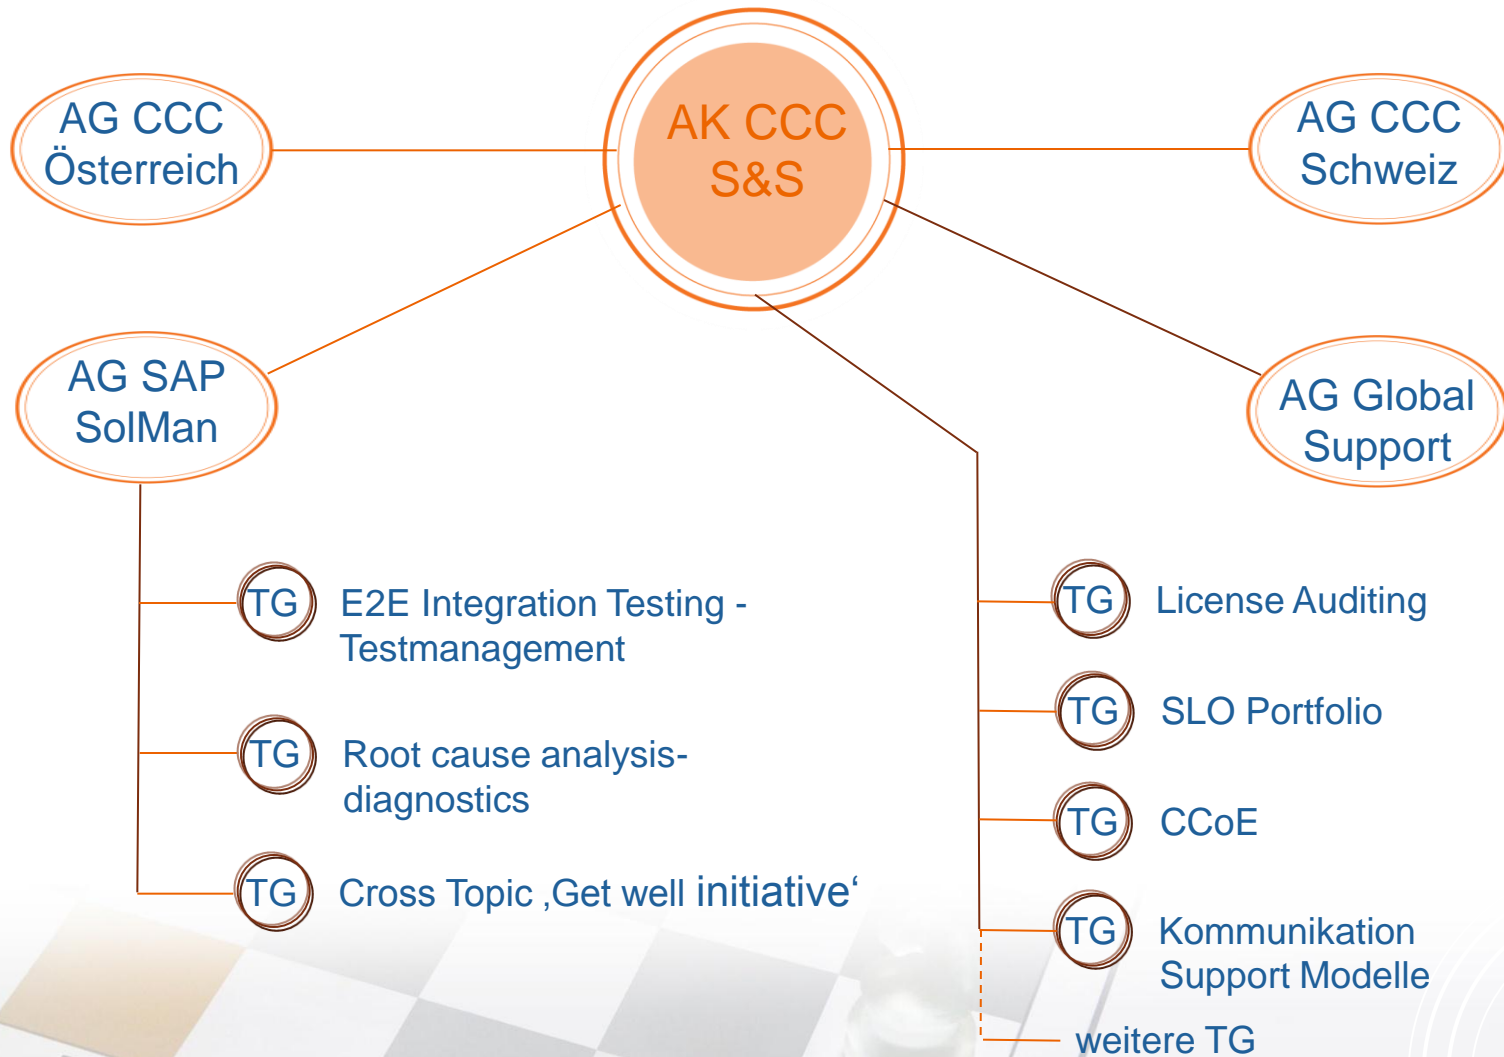 AK CCC
S&S
AG CCC
Österreich
AG CCC
Schweiz
AG SAP
SolMan
AG Global
Support
TG E2E Integration Testing -
Testmanagement
TG Root cause analysis-
diagnostics
TG Cross Topic ‚Get well initiative‘
TG License Auditing
TG SLO Portfolio
TG CCoE
TG Kommunikation
Support Modelle
weitere TG